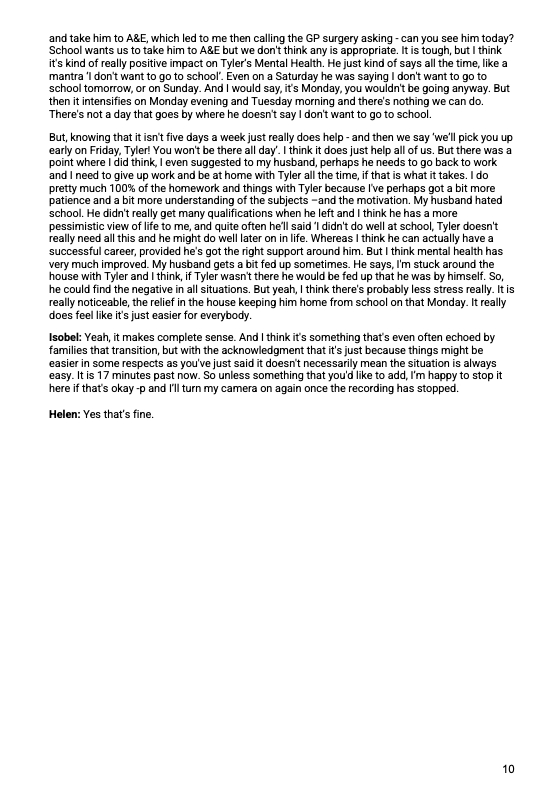 and take him to A&E, which led to me then calling the GP surgery asking - can you see him today?
School wants us to take him to A&E but we don't think any is appropriate. It is tough, but I think
it's kind of really positive impact on Tyler's Mental Health. He just kind of says all the time, like a
mantra ‘I don't want to go to school’. Even on a Saturday he was saying I don't want to go to
school tomorrow, or on Sunday. And I would say, it's Monday, you wouldn't be going anyway. But
then it intensifies on Monday evening and Tuesday morning and there's nothing we can do.
There's not a day that goes by where he doesn't say I don't want to go to school.
But, knowing that it isn't five days a week just really does help - and then we say ‘we’ll pick you up
early on Friday, Tyler! You won't be there all day’. I think it does just help all of us. But there was a
point where I did think, I even suggested to my husband, perhaps he needs to go back to work
and I need to give up work and be at home with Tyler all the time, if that is what it takes. I do
pretty much 100% of the homework and things with Tyler because I've perhaps got a bit more
patience and a bit more understanding of the subjects –and the motivation. My husband hated
school. He didn't really get many qualifications when he left and I think he has a more
pessimistic view of life to me, and quite often he’ll said ‘I didn't do well at school, Tyler doesn't
really need all this and he might do well later on in life. Whereas I think he can actually have a
successful career, provided he's got the right support around him. But I think mental health has
very much improved. My husband gets a bit fed up sometimes. He says, I'm stuck around the
house with Tyler and I think, if Tyler wasn't there he would be fed up that he was by himself. So,
he could find the negative in all situations. But yeah, I think there's probably less stress really. It is
really noticeable, the relief in the house keeping him home from school on that Monday. It really
does feel like it's just easier for everybody.
Isobel: Yeah, it makes complete sense. And I think it's something that's even often echoed by
families that transition, but with the acknowledgment that it's just because things might be
easier in some respects as you've just said it doesn't necessarily mean the situation is always
easy. It is 17 minutes past now. So unless something that you'd like to add, I’m happy to stop it
here if that's okay -p and I’ll turn my camera on again once the recording has stopped.
Helen: Yes that’s fine.
10